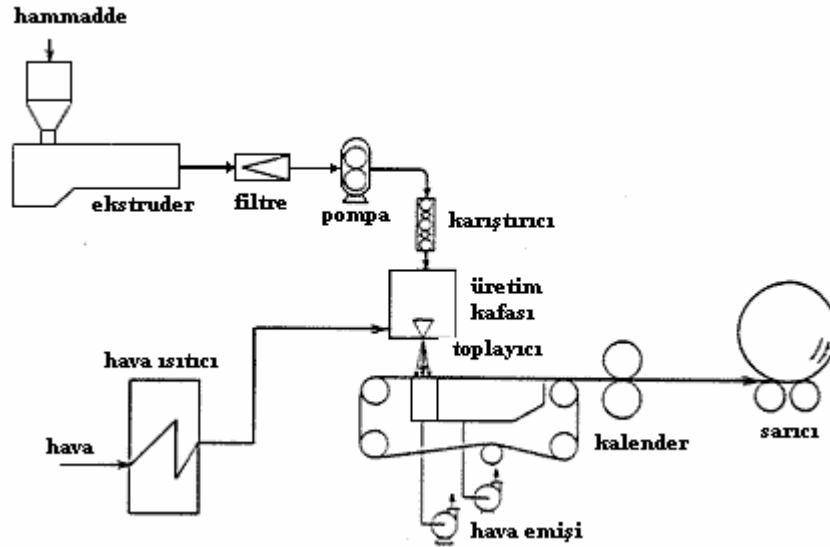 hammadde
ekstruder
filtre
pompa
karıştırıcı
üretim
kafası
toplayıcı
hava ısıtıcı
hava
kalender
sarıcı
hava emişi